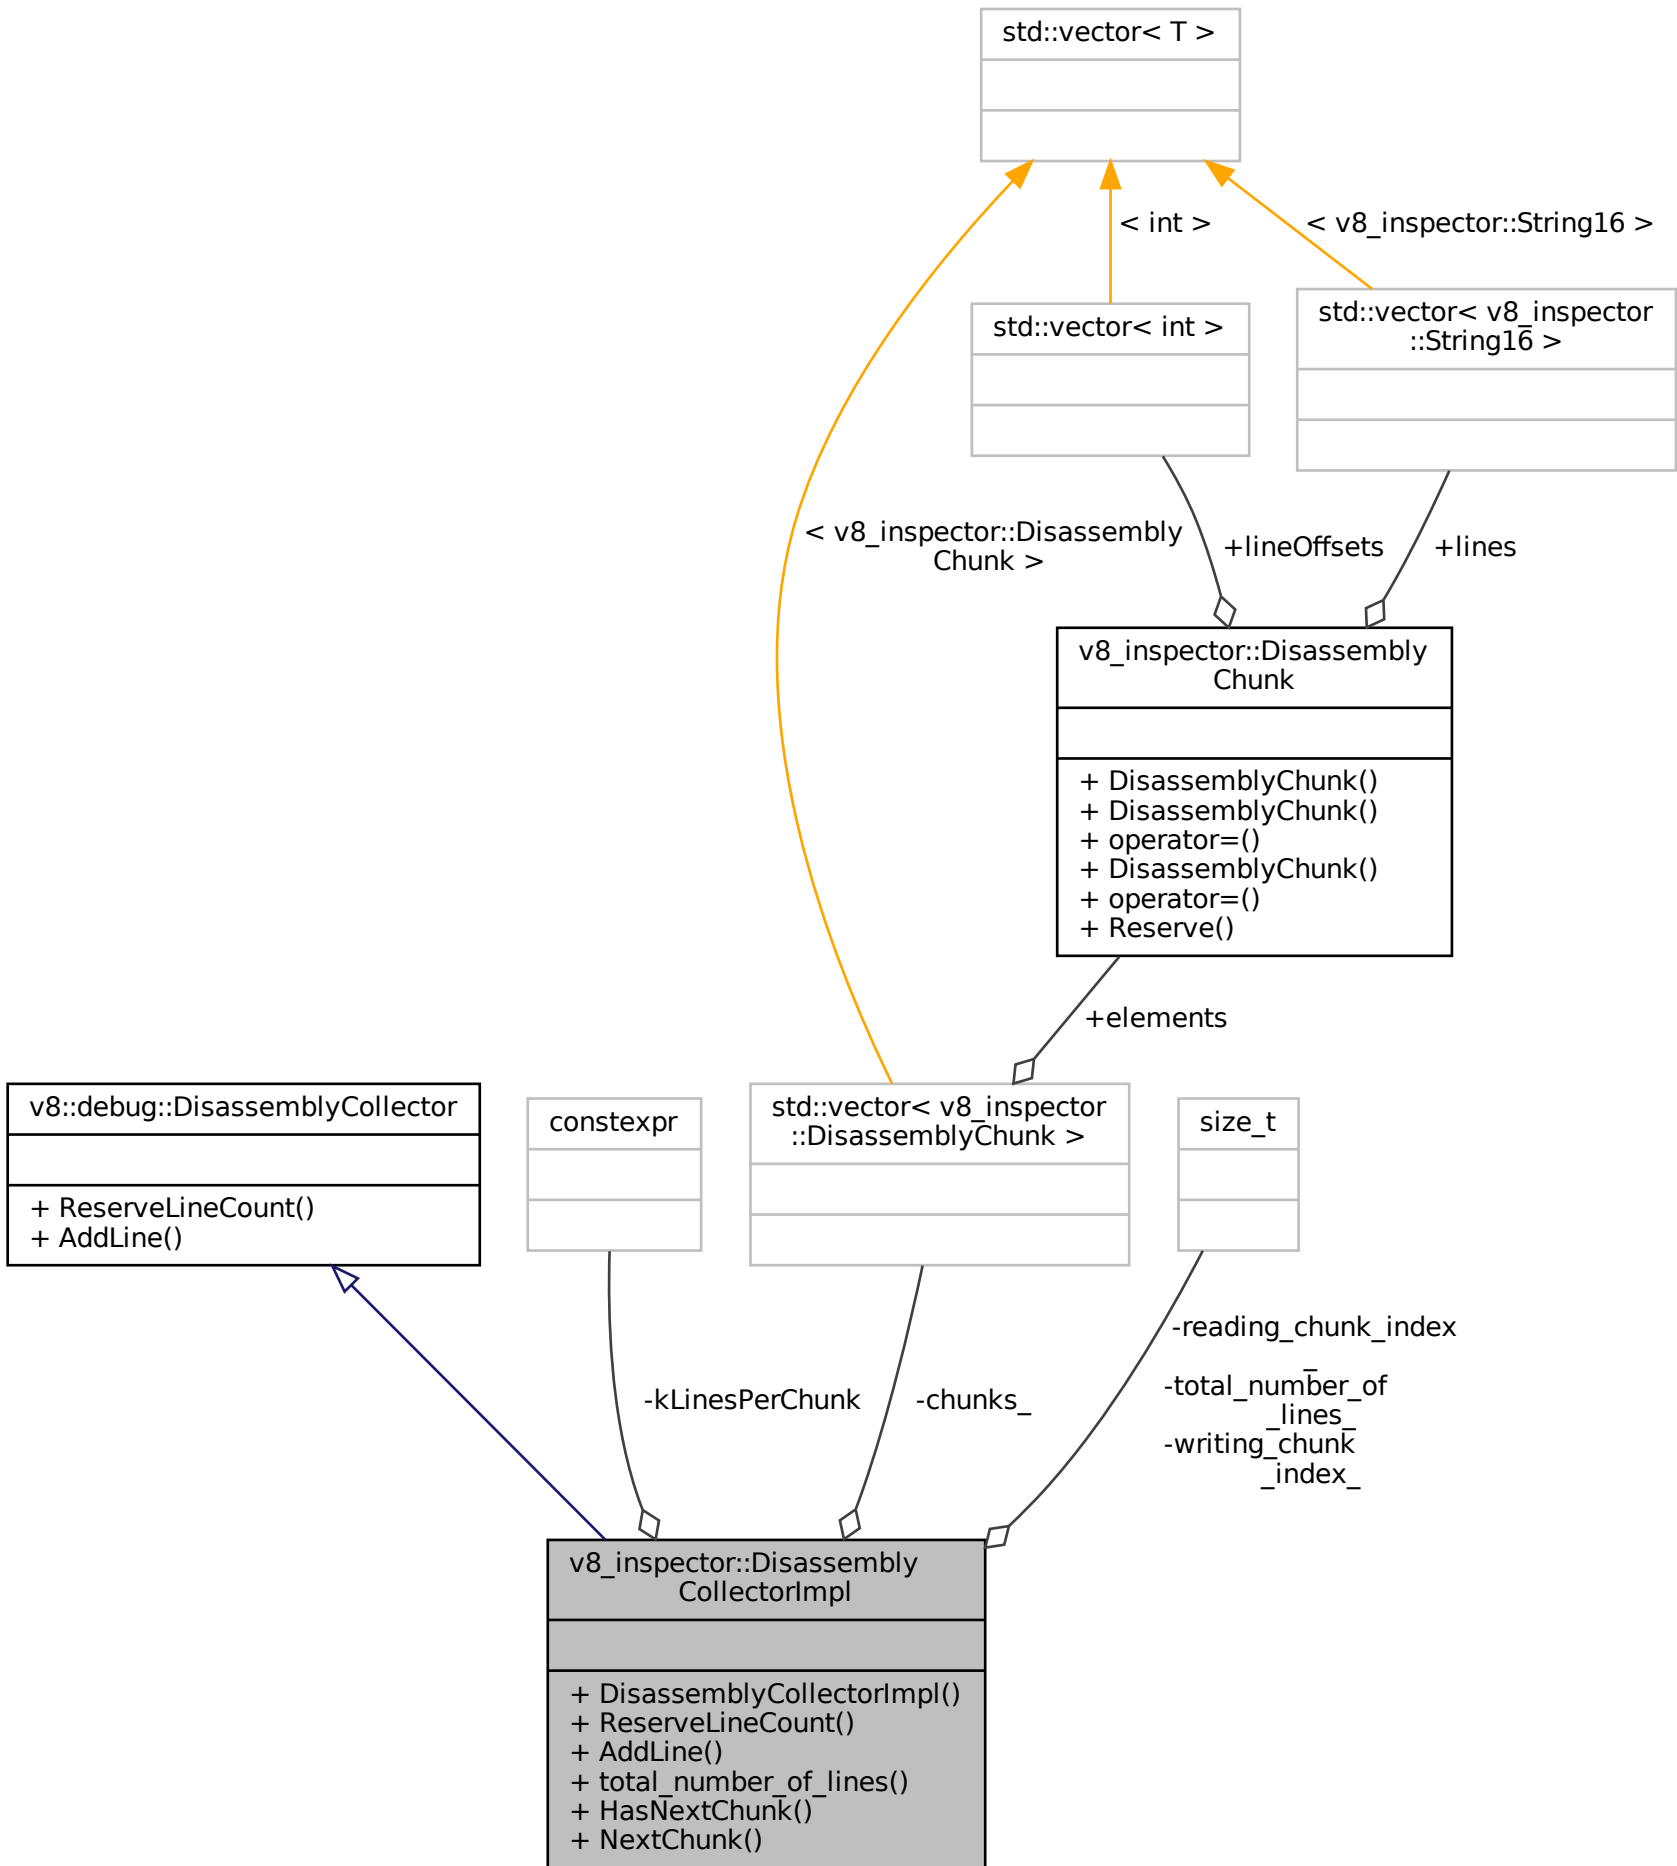 std::vector< T >
< int >
< v8_inspector::String16 >
std::vector< int >
std::vector< v8_inspector
::String16 >
< v8_inspector::Disassembly
Chunk >
+lineOffsets
+lines
v8_inspector::Disassembly
Chunk
+ DisassemblyChunk()
+ DisassemblyChunk()
+ operator=()
+ DisassemblyChunk()
+ operator=()
+ Reserve()
+elements
v8::debug::DisassemblyCollector
+ ReserveLineCount()
+ AddLine()
constexpr
std::vector< v8_inspector
::DisassemblyChunk >
size_t
-kLinesPerChunk
-chunks_
-reading_chunk_index
_
-total_number_of
_lines_
-writing_chunk
_index_
v8_inspector::Disassembly
CollectorImpl
+ DisassemblyCollectorImpl()
+ ReserveLineCount()
+ AddLine()
+ total_number_of_lines()
+ HasNextChunk()
+ NextChunk()